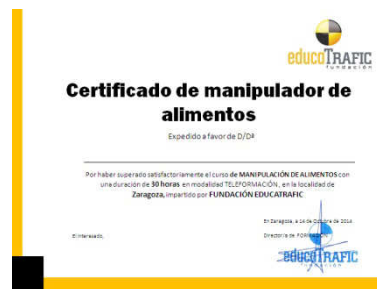 educaTRAFIC
fundación
Certificado de manipulador de
alimentos
Expedido a favor de D/Dª
Por haber superado satisfactoriamente el curso de MANIPULACIÓN DE ALIMENTOS con
una duración de 30 horas en modalidad TELEFORMACIÓN, en la localidad de
Zaragoza, impartido por FUNDACIÓN EDUCATRAFIC
En Zaragoza, a 14 de Octubre de 2014
El interesado,
Director/a de FORMACIÓN
educaTRAFIC